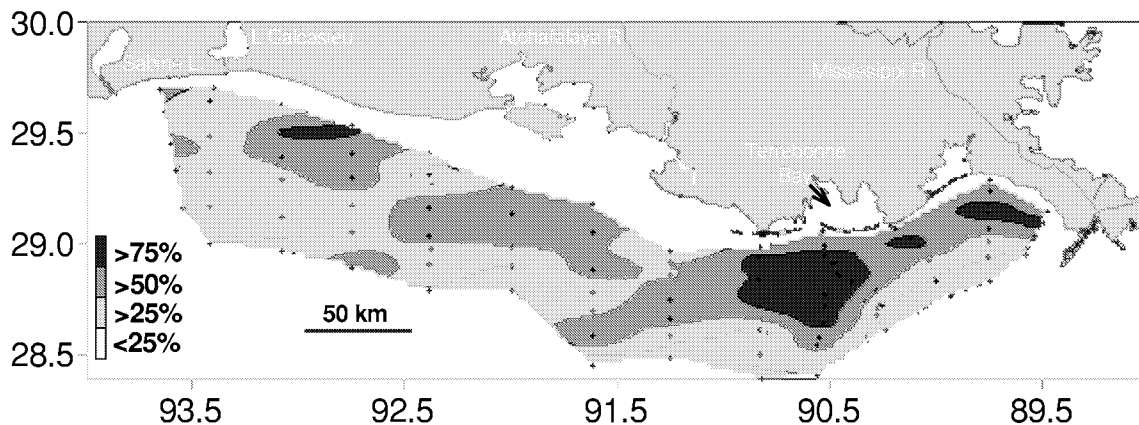 30.0
L Calcasieu
Atchafalaya R
Sabine L
Mississippi R
29.5
Terrebonne
Bay
29.0
>75%
>50%
>25%
<25%
50 km
28.5
93.5 92.5 91.5 90.5 89.5